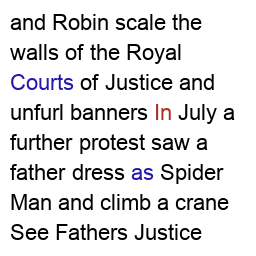 and Robin scale the
walls of the Royal
Courts of Justice and
unfurl banners In July a
further protest saw a
father dress as Spider
Man and climb a crane
See Fathers Justice